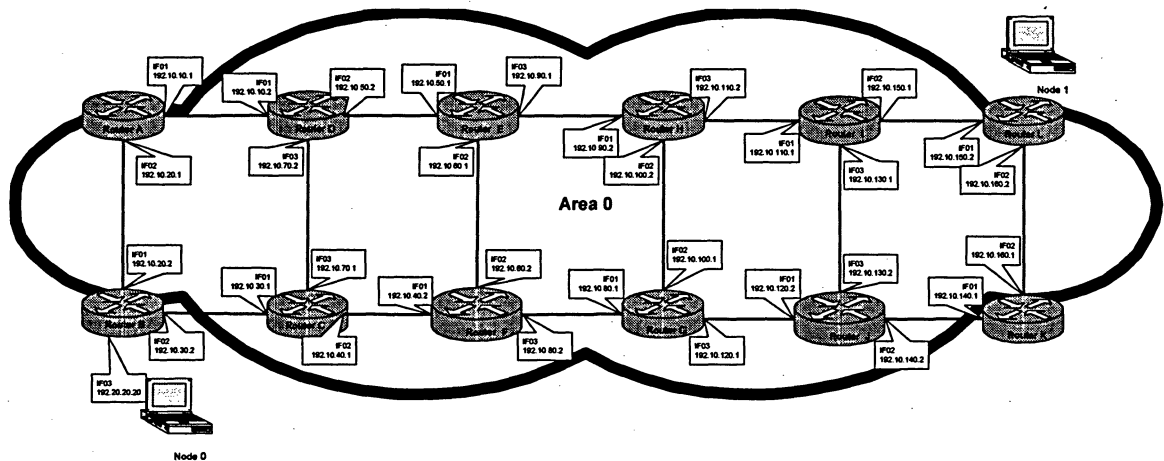 IF01
192.10.10.1
IF01
192.10.10.2
IF02
192.10.50.2
IF01
192.10.50.1
IF03
192.10.90.1
IF03
192.10.110.2
IF02
192.10.150.1
Node 1
Router A
Router D
Router E
Router H
Router I
Router L
IF02
192.10.20.1
IF03
192.10.70.2
IF02
192.10 60.1
IF01
192.10 90.2
IF02
192.10.100.2
IF01
192.10 110.1
IF03
192.10.130 1
IF01
192.10.150.2
IF02
192.10.160.2
Area 0
IF01
192.10.20.2
IF01
192.10 30.1
IF03
192.10.70 1
IF01
192.10.40.2
IF02
192.10.60.2
IF01
192.10 80.1
IF02
192.10.100.1
IF01
192.10.120.2
IF03
192.10.130.2
IF01
192.10.140.1
IF02
192.10.160.1
Router B
Router C
Router F
Router G
Router
Router K
IF02
192.10.30.2
IF02
192.10.40.1
IF03
192.10 80.2
IF03
192.10.120.1
IF02
192.10.140.2
IF03
192.20.20.20
Node 0